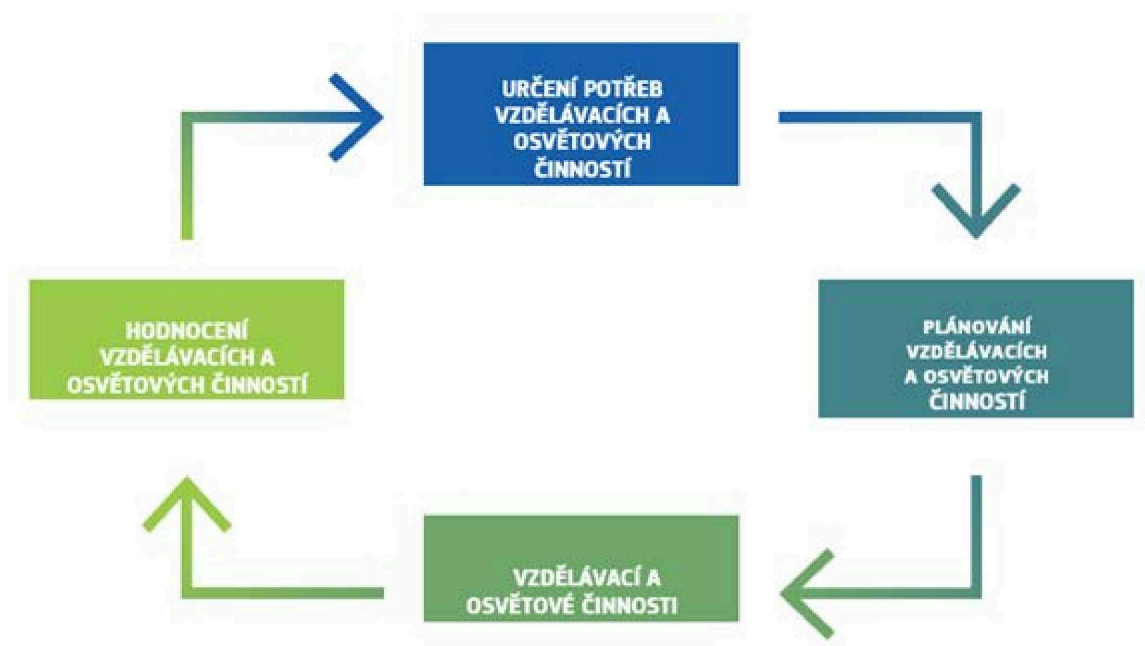 URČENÍ POTŘEB
VZDĚLÁVACÍCH A
OSVĚTOVÝCH
ČINNOSTÍ
PLÁNOVÁNÍ
VZDĚLÁVACÍCH
A OSVĚTOVÝCH
ČINNOSTÍ
VZDĚLÁVACÍ A
OSVĚTOVÉ ČINNOSTI
HODNOCENÍ
VZDĚLÁVACÍCH A
OSVĚTOVÝCH ČINNOSTÍ